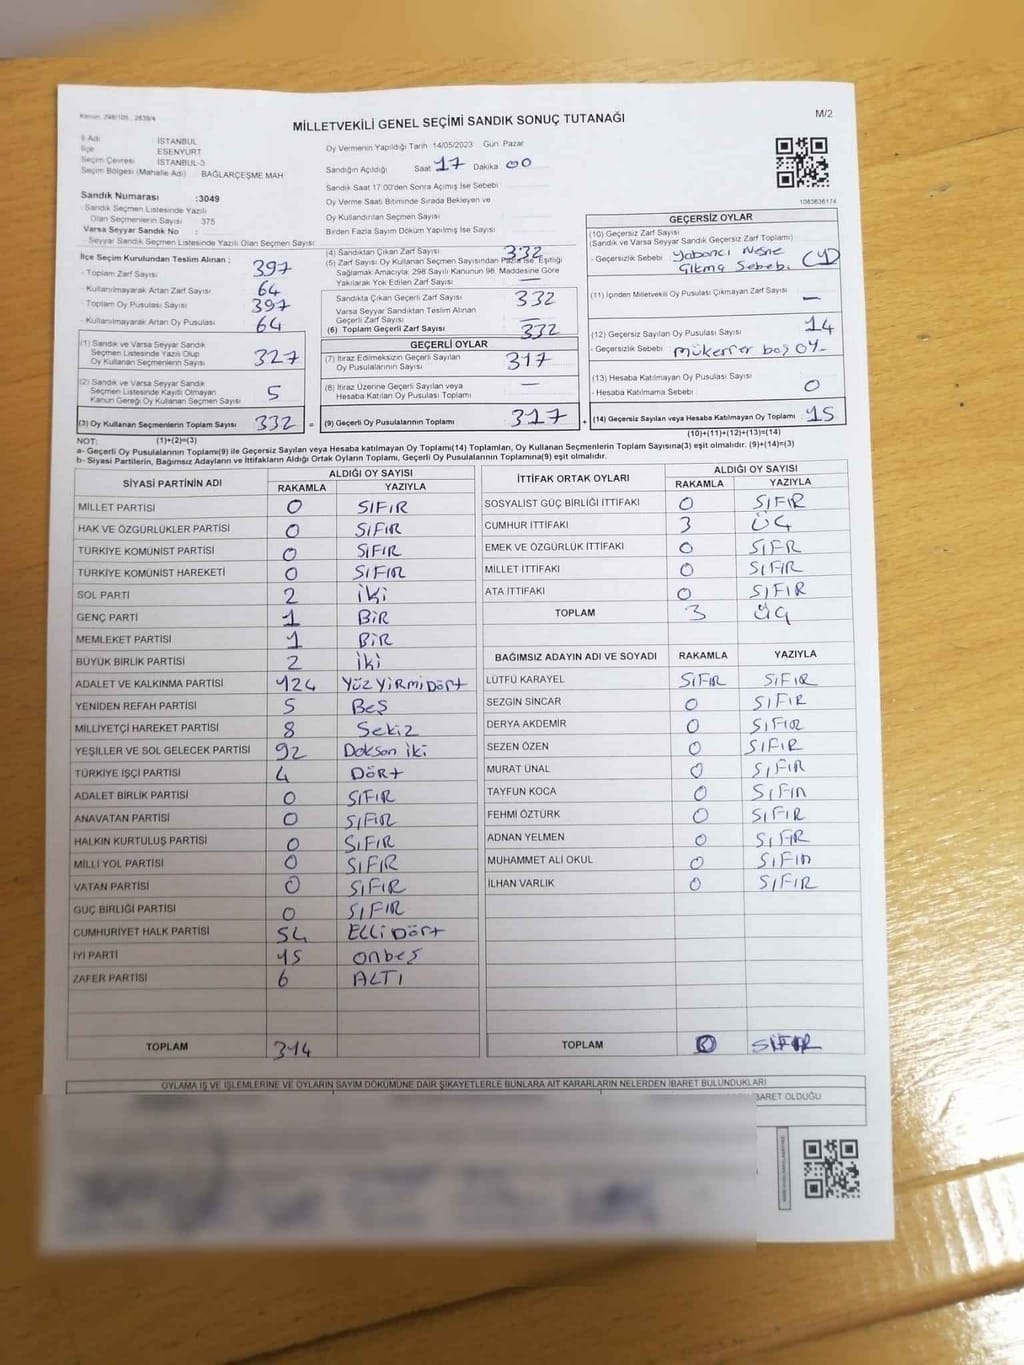 Kanun: 298/105 , 2839/4
MİLLETVEKİLİ GENEL SEÇİMİ SANDIK SONUÇ TUTANAĞI
M/2
İl Adı İSTANBUL
İlçe ESENYURT
Seçim Çevresi İSTANBUL-3
Seçim Bölgesi (Mahalle Adı) BAĞLARÇEŞME MAH
Sandık Numarası :3049
- Sandık Seçmen Listesinde Yazılı
Olan Seçmenlerin Sayısı 375
Varsa Seyyar Sandık No :
- Seyyar Sandık Seçmen Listesinde Yazılı Olan Seçmen Sayısı
Oy Vermenin Yapıldığı Tarih 14/05/2023 Gün Pazar
Sandığın Açıldığı Saat 17 Dakika 00
Sandık Saat 17:00'den Sonra Açılmış İse Sebebi
Oy Verme Saati Bitiminde Sırada Bekleyen ve
Oy Kullandırılan Seçmen Sayısı
Birden Fazla Sayım Döküm Yapılmış İse Sayısı
1083636174
İlçe Seçim Kurulundan Teslim Alınan ;
- Toplam Zarf Sayısı 397
- Kullanılmayarak Artan Zarf Sayısı 64
- Toplam Oy Pusulası Sayısı 397
- Kullanılmayarak Artan Oy Pusulası 64
(1) Sandık ve Varsa Seyyar Sandık
Seçmen Listesinde Yazılı Olup
Oy Kullanan Seçmenlerin Sayısı 327
(2) Sandık ve Varsa Seyyar Sandık
Seçmen Listesinde Kayıtlı Olmayan
Kanun Gereği Oy Kullanan Seçmen Sayısı 5
(3) Oy Kullanan Seçmenlerin Toplam Sayısı 332 =
(4) Sandıktan Çıkan Zarf Sayısı 332
(5) Zarf Sayısı Oy Kullanan Seçmen Sayısından Fazla İse, Eşitliği
Sağlamak Amacıyla; 298 Sayılı Kanunun 98. Maddesine Göre
Yakılarak Yok Edilen Zarf Sayısı —
Sandıkta Çıkan Geçerli Zarf Sayısı 332
Varsa Seyyar Sandıktan Teslim Alınan
Geçerli Zarf Sayısı —
(6) Toplam Geçerli Zarf Sayısı 332
GEÇERLİ OYLAR
(7) İtiraz Edilmeksizin Geçerli Sayılan
Oy Pusulalarının Sayısı 317
(8) İtiraz Üzerine Geçerli Sayılan veya
Hesaba Katılan Oy Pusulası Toplamı —
(9) Geçerli Oy Pusulalarının Toplamı 317 +
GEÇERSİZ OYLAR
(10) Geçersiz Zarf Sayısı
(Sandık ve Varsa Seyyar Sandık Geçersiz Zarf Toplamı)
- Geçersizlik Sebebi Yabancı Nesne
Çıkma Sebebi. (1)
(11) İçinden Milletvekili Oy Pusulası Çıkmayan Zarf Sayısı —
(12) Geçersiz Sayılan Oy Pusulası Sayısı 14
- Geçersizlik Sebebi mükerrer boş oy-
(13) Hesaba Katılmayan Oy Pusulası Sayısı
- Hesaba Katılmama Sebebi 0
(14) Geçersiz Sayılan veya Hesaba Katılmayan Oy Toplamı 15
NOT: (1)+(2)=(3) (10)+(11)+(12)+(13)=(14)
a- Geçerli Oy Pusulalarının Toplamı(9) ile Geçersiz Sayılan veya Hesaba katılmayan Oy Toplamı(14) Toplamları, Oy Kullanan Seçmenlerin Toplam Sayısına(3) eşit olmalıdır. (9)+(14)=(3)
b- Siyasi Partilerin, Bağımsız Adayların ve İttifakların Aldığı Ortak Oyların Toplamı, Geçerli Oy Pusulalarının Toplamına(9) eşit olmalıdır.
SİYASİ PARTİNİN ADI ALDIĞI OY SAYISI
RAKAMLA YAZIYLA
MİLLET PARTİSİ 0 SIFIR
HAK VE ÖZGÜRLÜKLER PARTİSİ 0 SIFIR
TÜRKİYE KOMÜNİST PARTİSİ 0 SIFIR
TÜRKİYE KOMÜNİST HAREKETİ 0 SIFIR
SOL PARTİ 2 İKİ
GENÇ PARTİ 1 BİR
MEMLEKET PARTİSİ 1 BİR
BÜYÜK BİRLİK PARTİSİ 2 İKİ
ADALET VE KALKINMA PARTİSİ 124 YÜZ YİRMİ DÖRT
YENİDEN REFAH PARTİSİ 5 BEŞ
MİLLİYETÇİ HAREKET PARTİSİ 8 SEKİZ
YEŞİLLER VE SOL GELECEK PARTİSİ 92 Doksan iki
TÜRKİYE İŞÇİ PARTİSİ 4 DÖRT
ADALET BİRLİK PARTİSİ 0 SIFIR
ANAVATAN PARTİSİ 0 SIFIR
HALKIN KURTULUŞ PARTİSİ 0 SIFIR
MİLLİ YOL PARTİSİ 0 SIFIR
VATAN PARTİSİ 0 SIFIR
GÜÇ BİRLİĞİ PARTİSİ 0 SIFIR
CUMHURİYET HALK PARTİSİ 54 ELLİ DÖRT
İYİ PARTİ 15 onbeş
ZAFER PARTİSİ 6 ALTI
TOPLAM 314
İTTİFAK ORTAK OYLARI ALDIĞI OY SAYISI
RAKAMLA YAZIYLA
SOSYALİST GÜÇ BİRLİĞİ İTTİFAKI 0 SIFIR
CUMHUR İTTİFAKI 3 ÜÇ
EMEK VE ÖZGÜRLÜK İTTİFAKI 0 SIFR
MİLLET İTTİFAKI 0 SIFIR
ATA İTTİFAKI 0 SIFIR
TOPLAM 3 ÜÇ
BAĞIMSIZ ADAYIN ADI VE SOYADI RAKAMLA YAZIYLA
LÜTFÜ KARAYEL SIFIR SIFIR
SEZGİN SİNCAR 0 SIFIR
DERYA AKDEMİR 0 SIFIR
SEZEN ÖZEN 0 SIFIR
MURAT ÜNAL 0 SIFIR
TAYFUN KOCA 0 SIFIR
FEHMİ ÖZTÜRK 0 SIFIR
ADNAN YELMEN 0 SIFIR
MUHAMMET ALİ OKUL 0 SIFIR
İLHAN VARLIK 0 SIFIR
TOPLAM 0 SIFIR
OYLAMA İŞ VE İŞLEMLERİNE VE OYLARIN SAYIM DÖKÜMÜNE DAİR ŞİKAYETLERLE BUNLARA AİT KARARLARIN NELERDEN İBARET BULUNDUKLARI
İBARET OLDUĞU